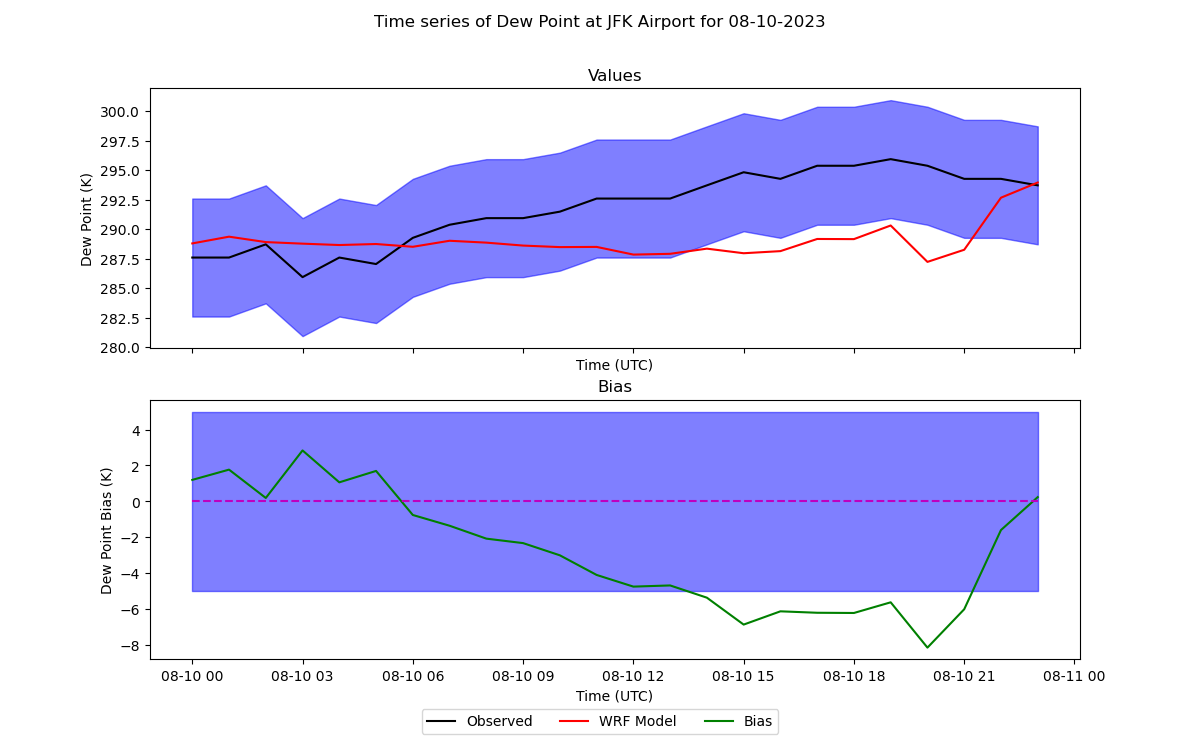 Time series of Dew Point at JFK Airport for 08-10-2023
Values
Dew Point (K)
300.0
297.5
295.0
292.5
290.0
287.5
285.0
282.5
280.0
Time (UTC)
Bias
Dew Point Bias (K)
4
2
0
−2
−4
−6
−8
08-10 00 08-10 03 08-10 06 08-10 09 08-10 12 08-10 15 08-10 18 08-10 21 08-11 00
Time (UTC)
Observed WRF Model Bias